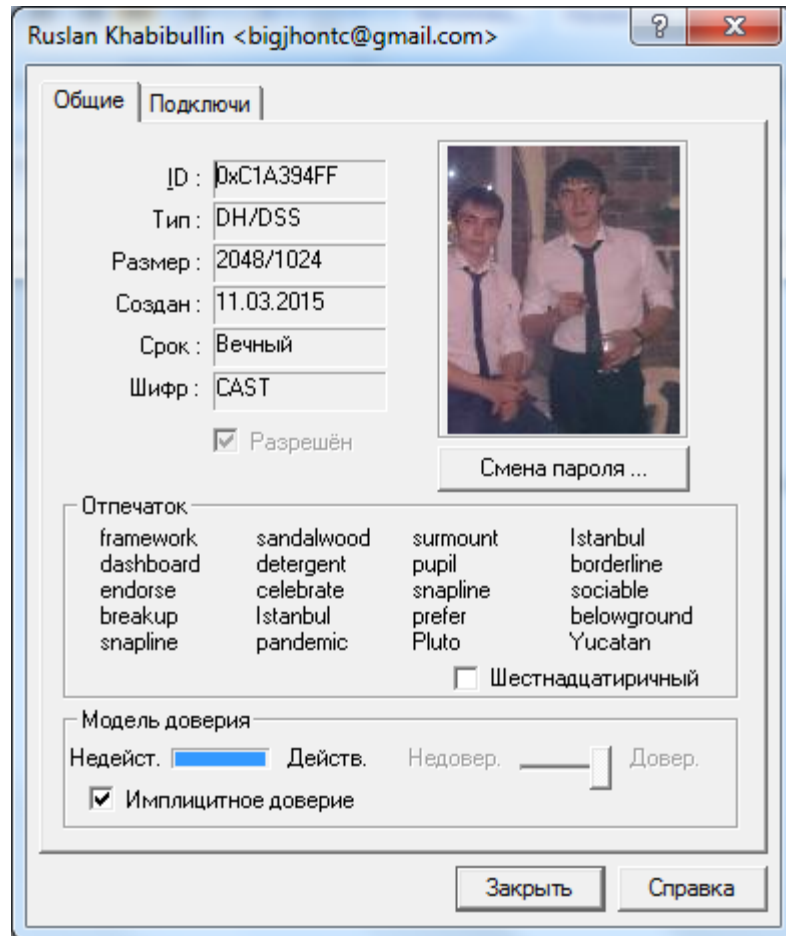 Ruslan Khabibullin <bigjhontc@gmail.com>
Общие Подключи
ID : 0xC1A394FF
Тип : DH/DSS
Размер : 2048/1024
Создан : 11.03.2015
Срок : Вечный
Шифр : CAST
Разрешён
Смена пароля ...
Отпечаток
framework sandalwood surmount Istanbul
dashboard detergent pupil borderline
endorse celebrate snapline sociable
breakup Istanbul prefer belowground
snapline pandemic Pluto Yucatan
Шестнадцатиричный
Модель доверия
Недейст. Действ. Недовер. Довер.
Имплицитное доверие
Закрыть Справка